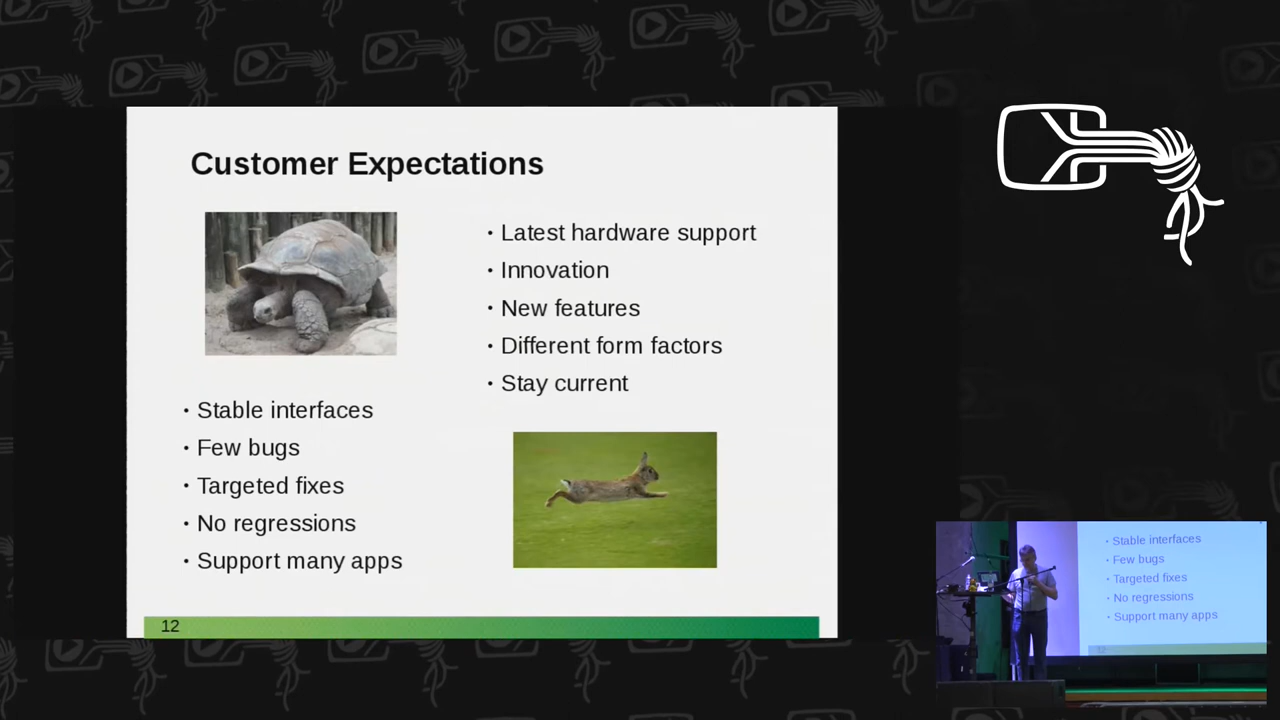 Customer Expectations
· Latest hardware support
· Innovation
· New features
· Different form factors
· Stay current
· Stable interfaces
· Few bugs
· Targeted fixes
· No regressions
· Support many apps
12
· Stable interfaces
· Few bugs
· Targeted fixes
· No regressions
· Support many apps